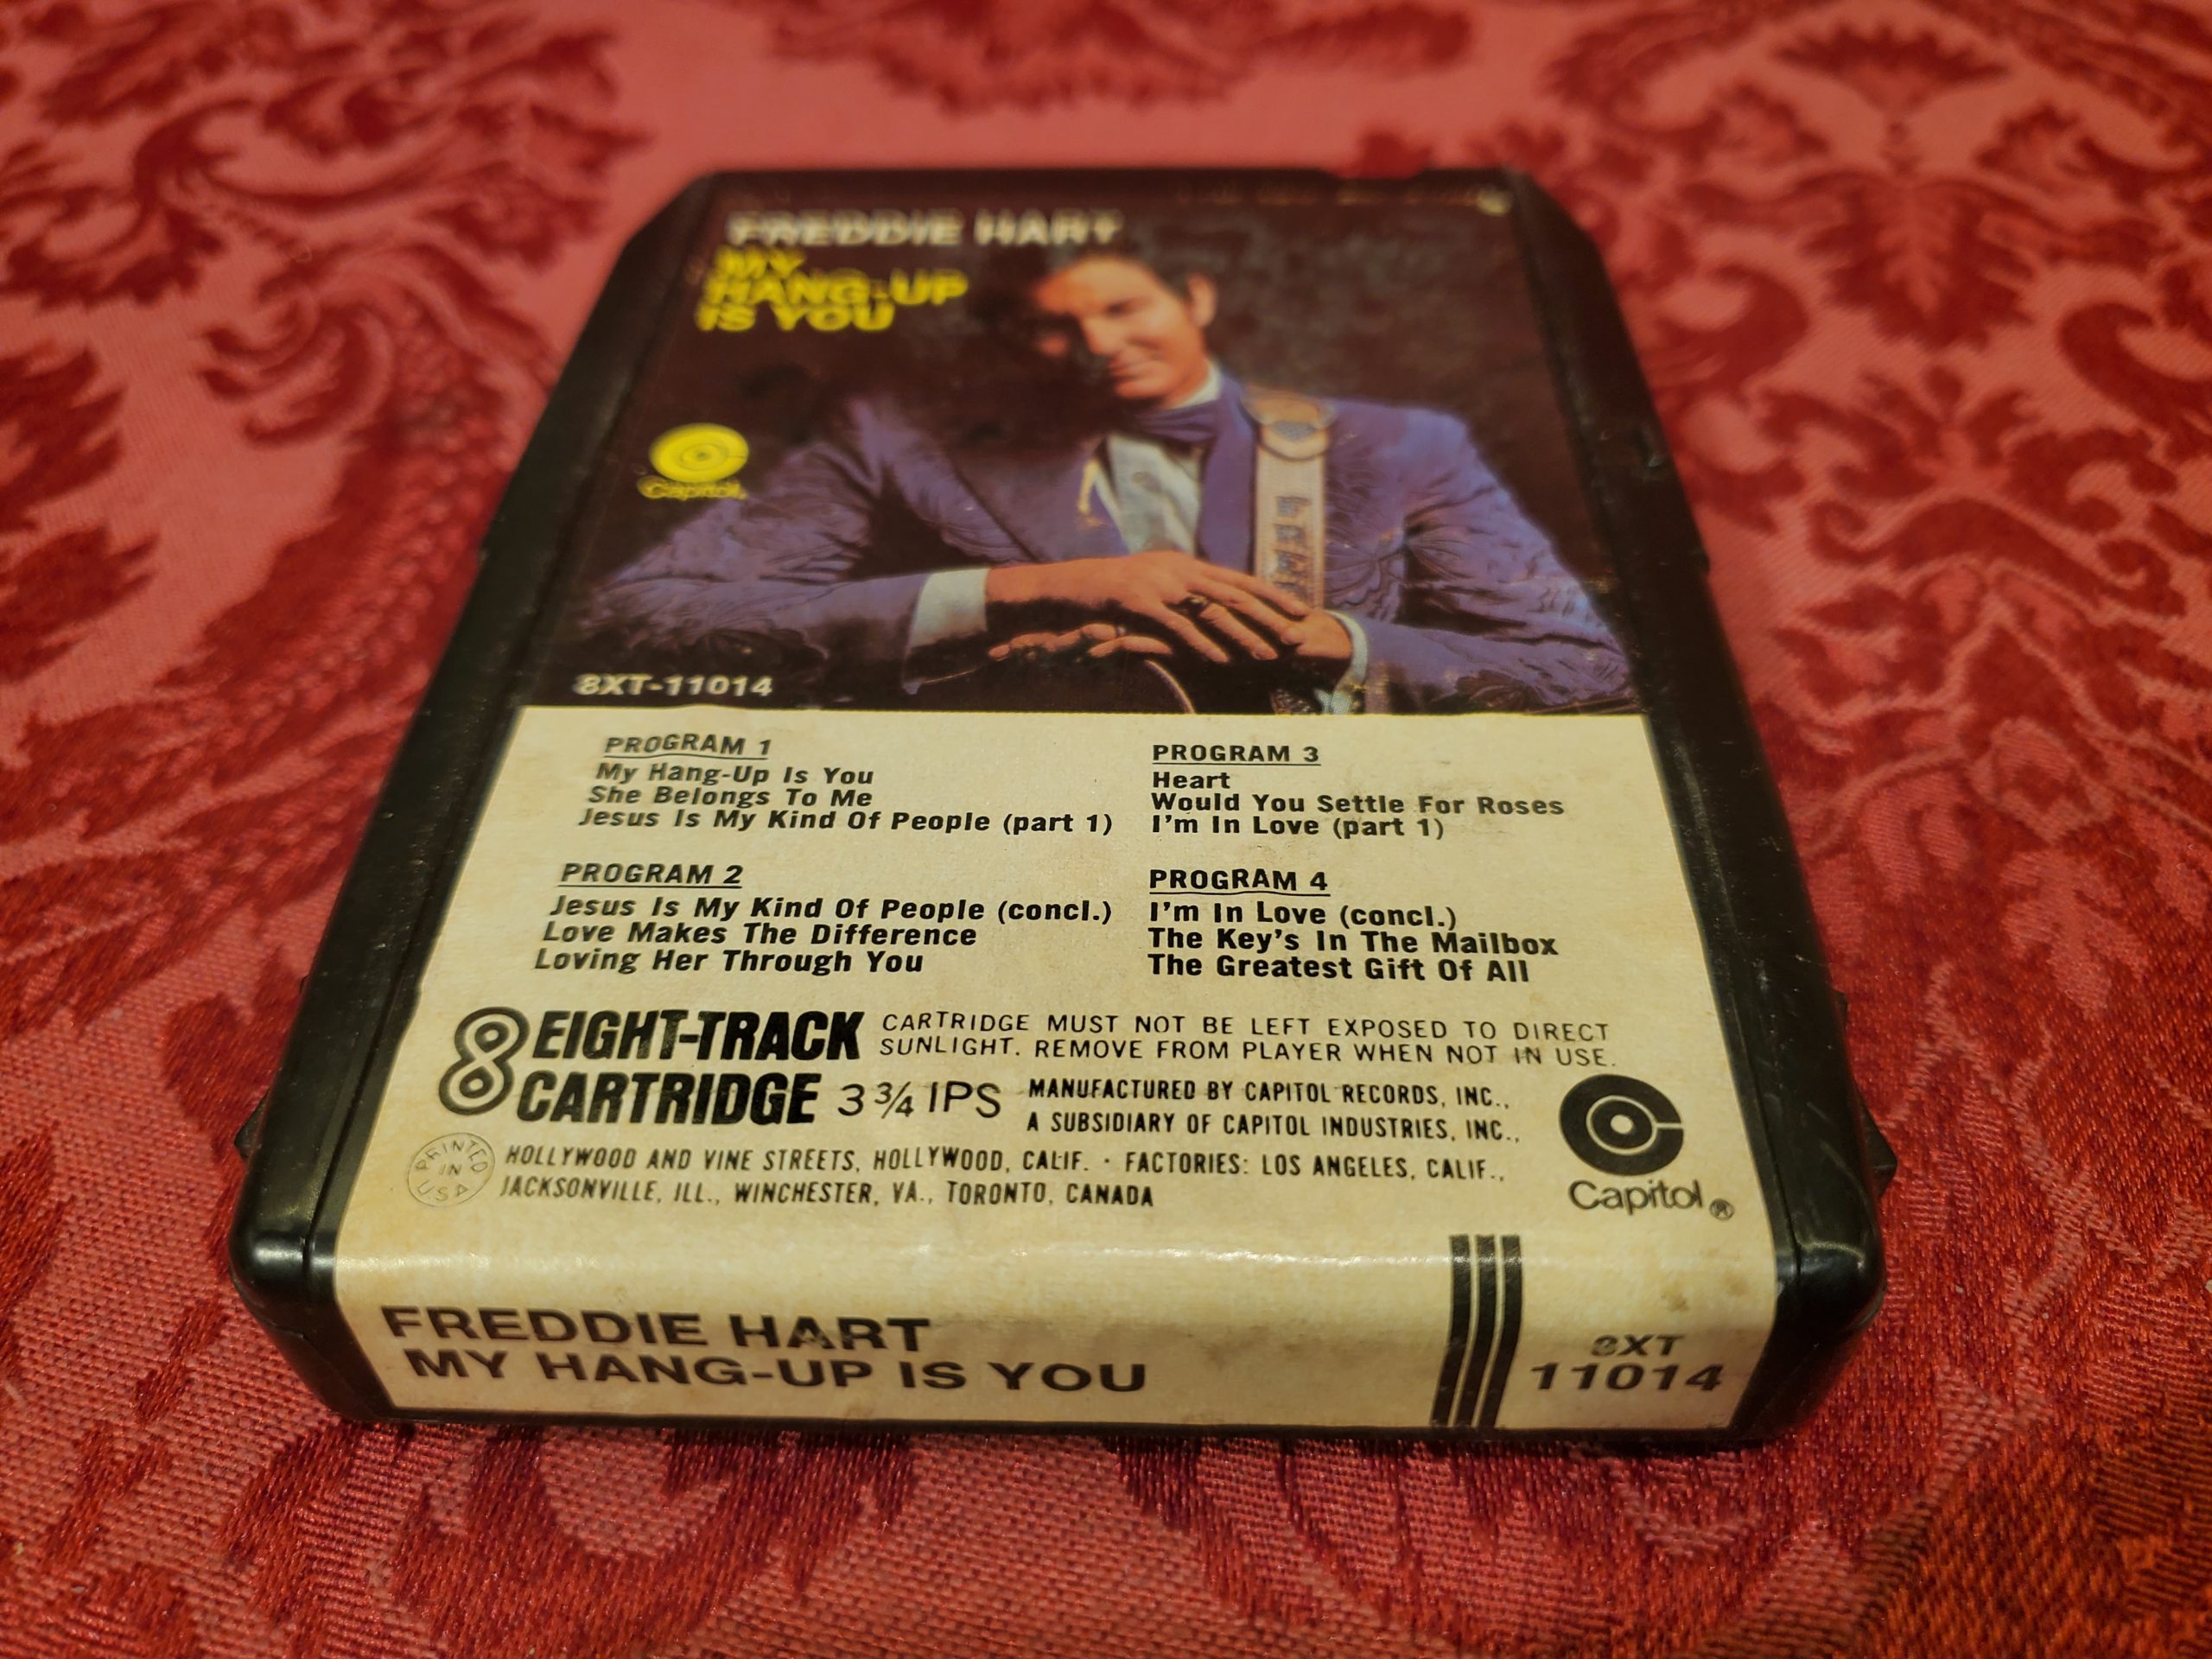 FREDDIE HART
MY
HANG-UP
IS YOU
Capitol
8XT-11014
PROGRAM 1
My Hang-Up Is You
She Belongs To Me
Jesus Is My Kind Of People (part 1)
PROGRAM 2
Jesus Is My Kind Of People (concl.)
Love Makes The Difference
Loving Her Through You
PROGRAM 3
Heart
Would You Settle For Roses
I'm In Love (part 1)
PROGRAM 4
I'm In Love (concl.)
The Key's In The Mailbox
The Greatest Gift Of All
8 EIGHT-TRACK
CARTRIDGE 3 3/4 IPS
CARTRIDGE MUST NOT BE LEFT EXPOSED TO DIRECT
SUNLIGHT. REMOVE FROM PLAYER WHEN NOT IN USE.
MANUFACTURED BY CAPITOL RECORDS, INC.,
A SUBSIDIARY OF CAPITOL INDUSTRIES, INC.,
PRINTED IN USA
HOLLYWOOD AND VINE STREETS, HOLLYWOOD, CALIF. · FACTORIES: LOS ANGELES, CALIF.,
JACKSONVILLE, ILL., WINCHESTER, VA., TORONTO, CANADA
Capitol®
FREDDIE HART
MY HANG-UP IS YOU
8XT
11014